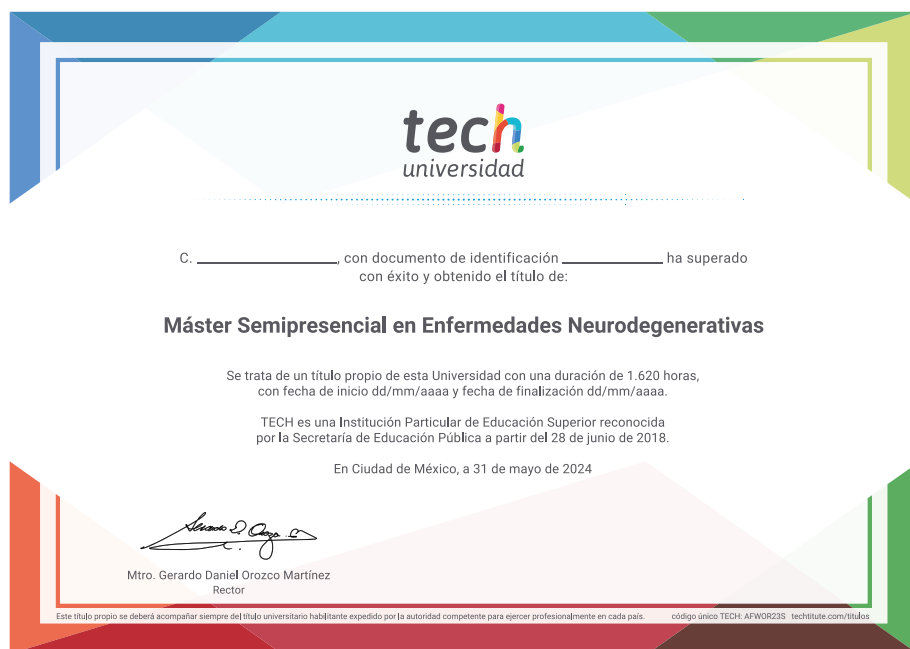 tech
universidad
C. ____________________, con documento de identificación ______________ ha superado
con éxito y obtenido el título de:
Máster Semipresencial en Enfermedades Neurodegenerativas
Se trata de un título propio de esta Universidad con una duración de 1.620 horas,
con fecha de inicio dd/mm/aaaa y fecha de finalización dd/mm/aaaa.
TECH es una Institución Particular de Educación Superior reconocida
por la Secretaría de Educación Pública a partir del 28 de junio de 2018.
En Ciudad de México, a 31 de mayo de 2024
Mtro. Gerardo Daniel Orozco Martínez
Rector
Este título propio se deberá acompañar siempre del título universitario habilitante expedido por la autoridad competente para ejercer profesionalmente en cada país. código único TECH: AFWOR23S techtitute.com/titulos